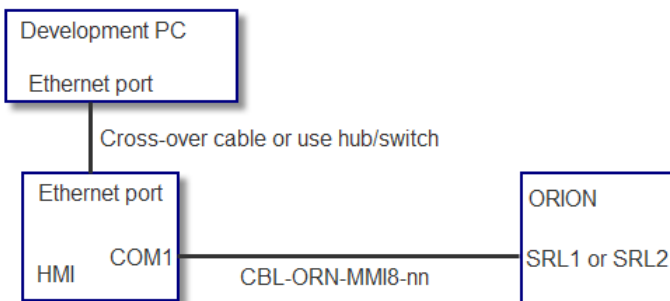 Development PC
Ethernet port
Cross-over cable or use hub/switch
Ethernet port
ORION
COM1
SRL1 or SRL2
HMI
CBL-ORN-MMI8-nn